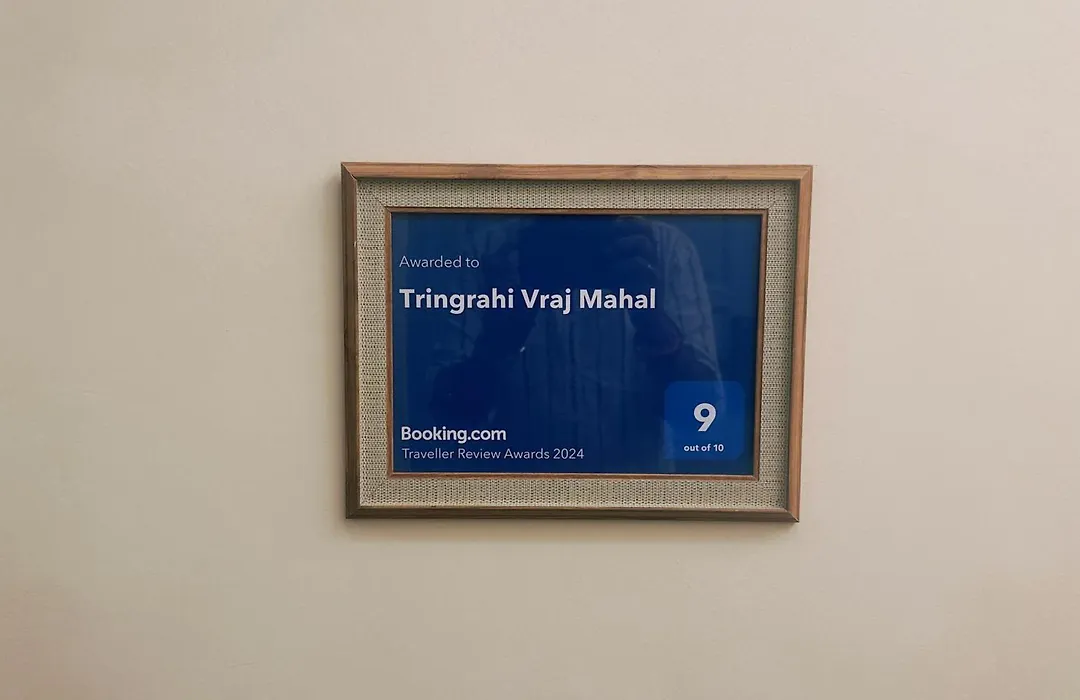 Awarded to
Tringrahi Vraj Mahal
9
out of 10
Booking.com
Traveller Review Awards 2024